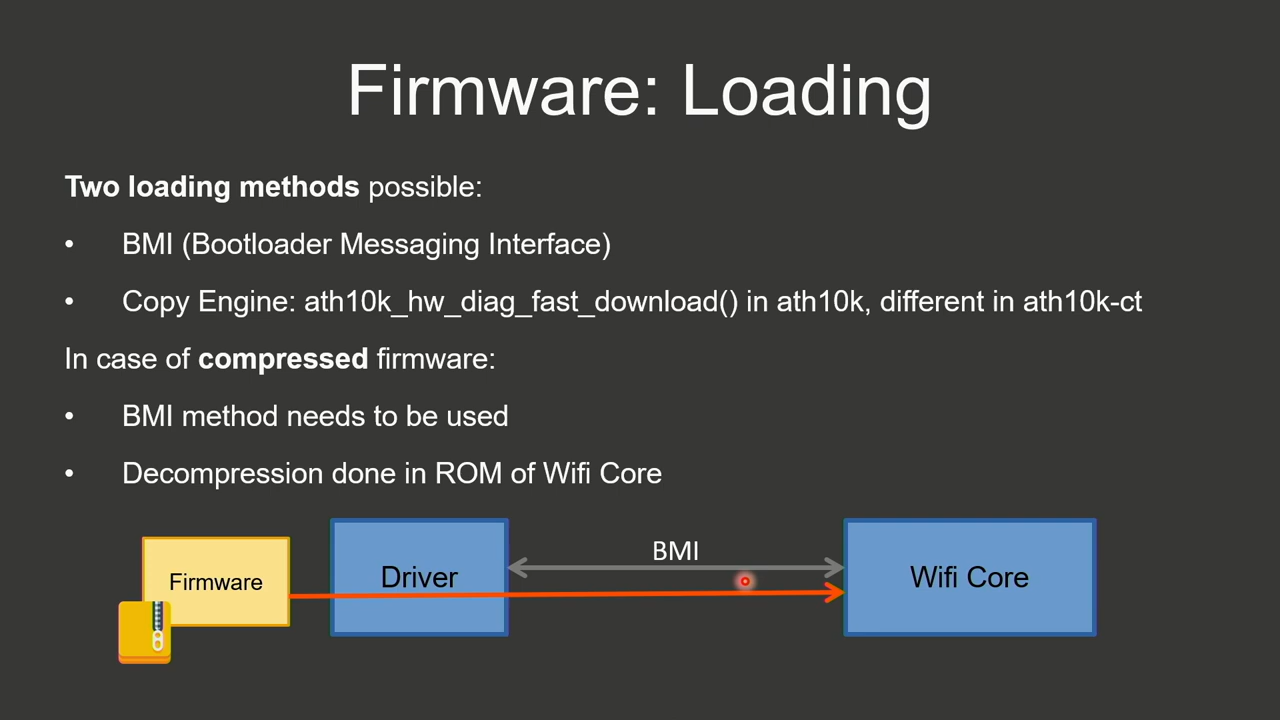 Firmware: Loading
Two loading methods possible:
• BMI (Bootloader Messaging Interface)
• Copy Engine: ath10k_hw_diag_fast_download() in ath10k, different in ath10k-ct
In case of compressed firmware:
• BMI method needs to be used
• Decompression done in ROM of Wifi Core
BMI
Firmware
Driver
Wifi Core